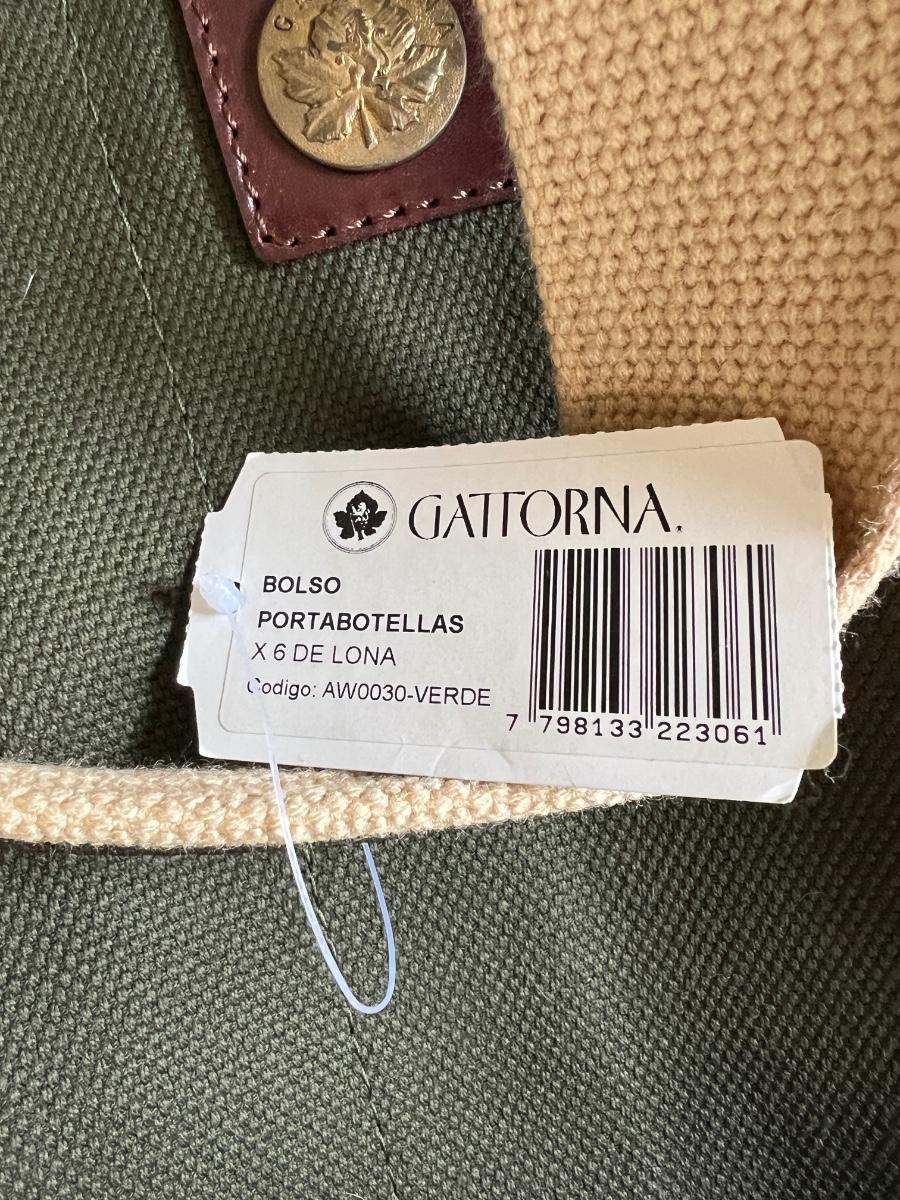 GATTORNA
BOLSO
PORTABOTELLAS
X 6 DE LONA
Codigo: AW0030-VERDE
7 798133 223061